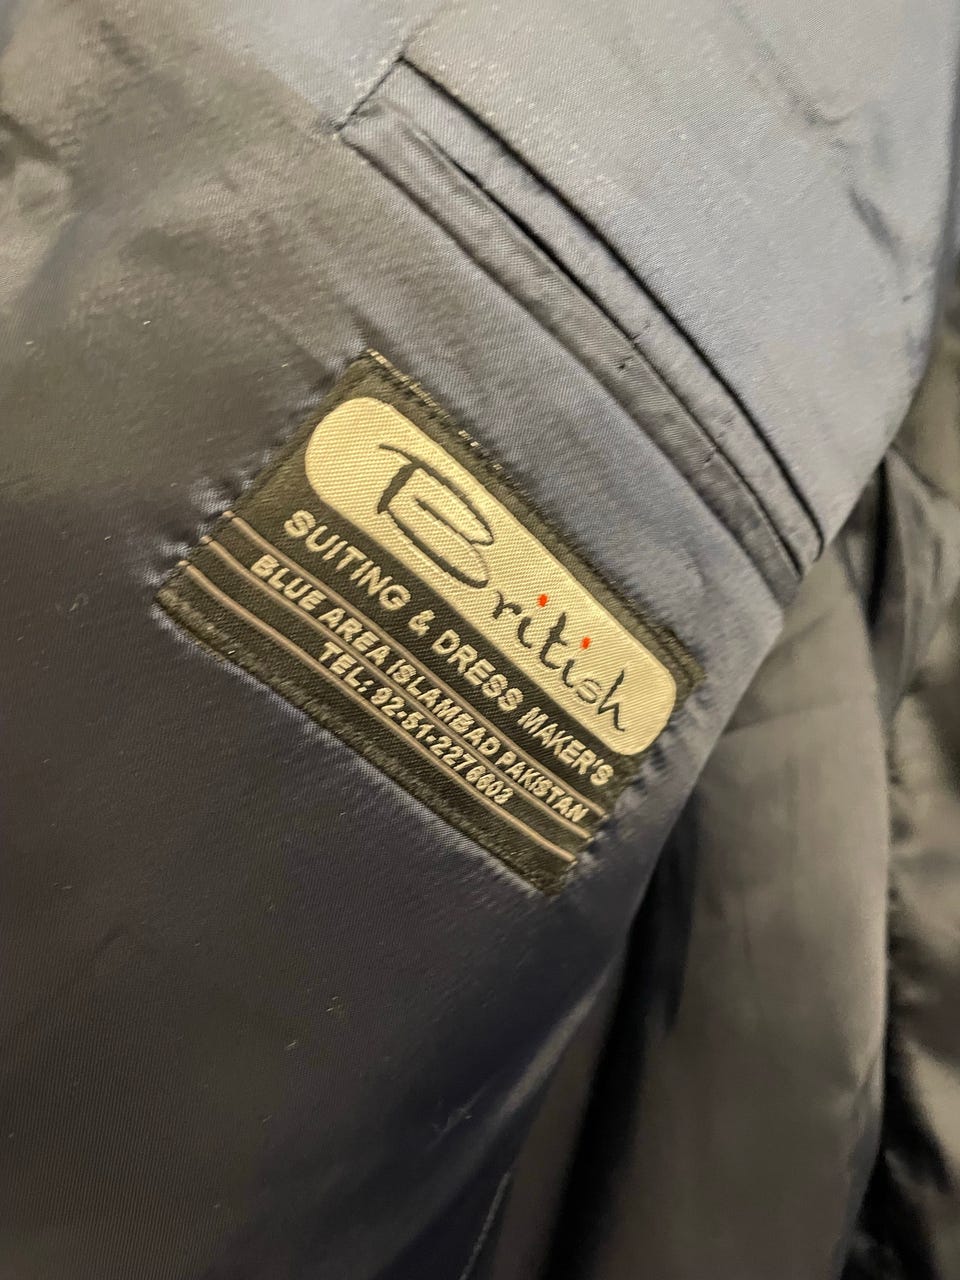 British
SUITING & DRESS MAKER'S
BLUE AREA ISLAMBAD PAKISTAN
TEL: 92-51-2276603